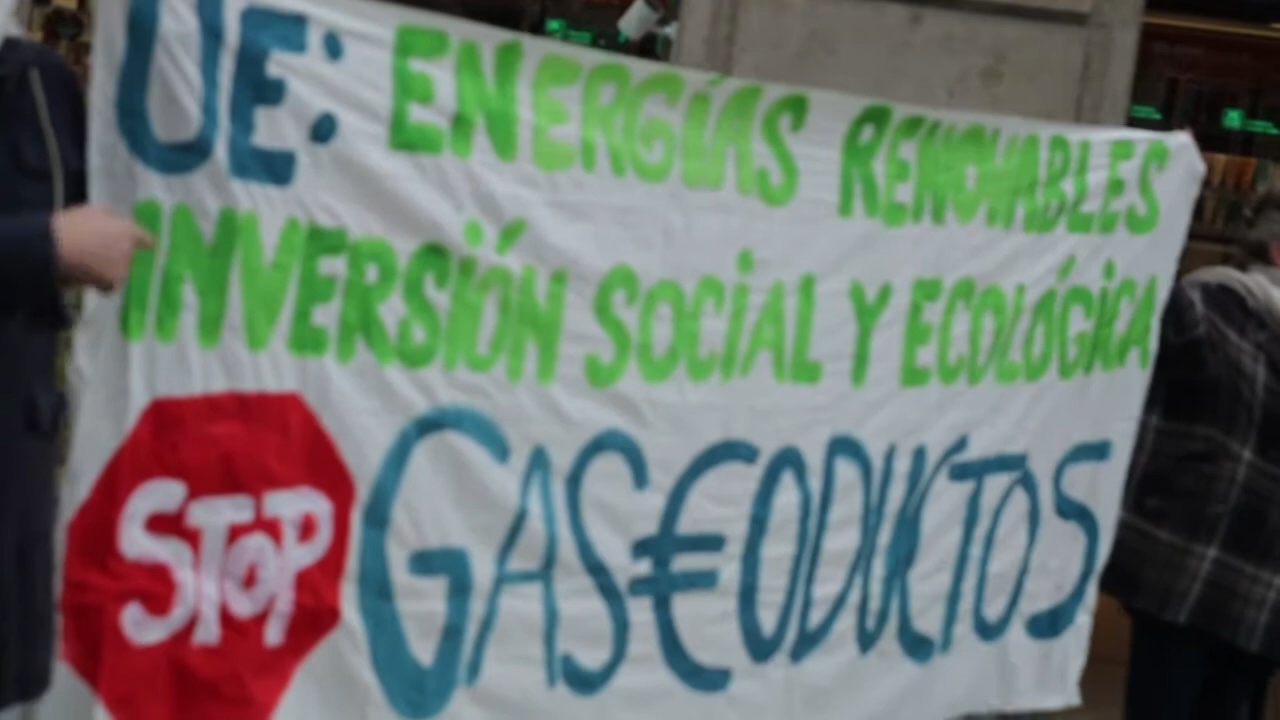 UE: ENERGÍAS RENOVABLES
INVERSIÓN SOCIAL Y ECOLÓGICA
STOP GAS€ODUCTOS